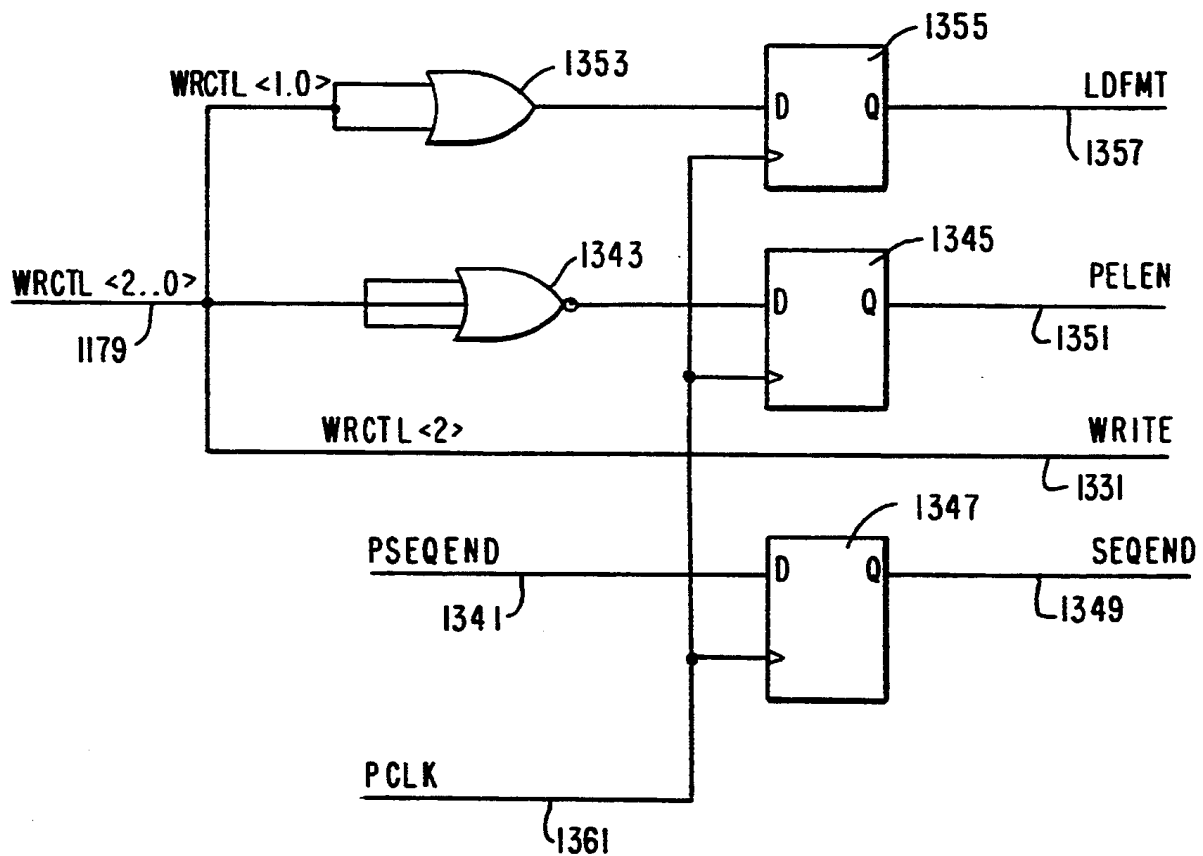 1355
WRCTL <1.0>
1353
D Q
LDFMT
1357
WRCTL <2..0>
1179
1343
1345
D Q
PELEN
1351
WRCTL <2>
WRITE
1331
1347
PSEQEND
1341
D Q
SEQEND
1349
PCLK
1361